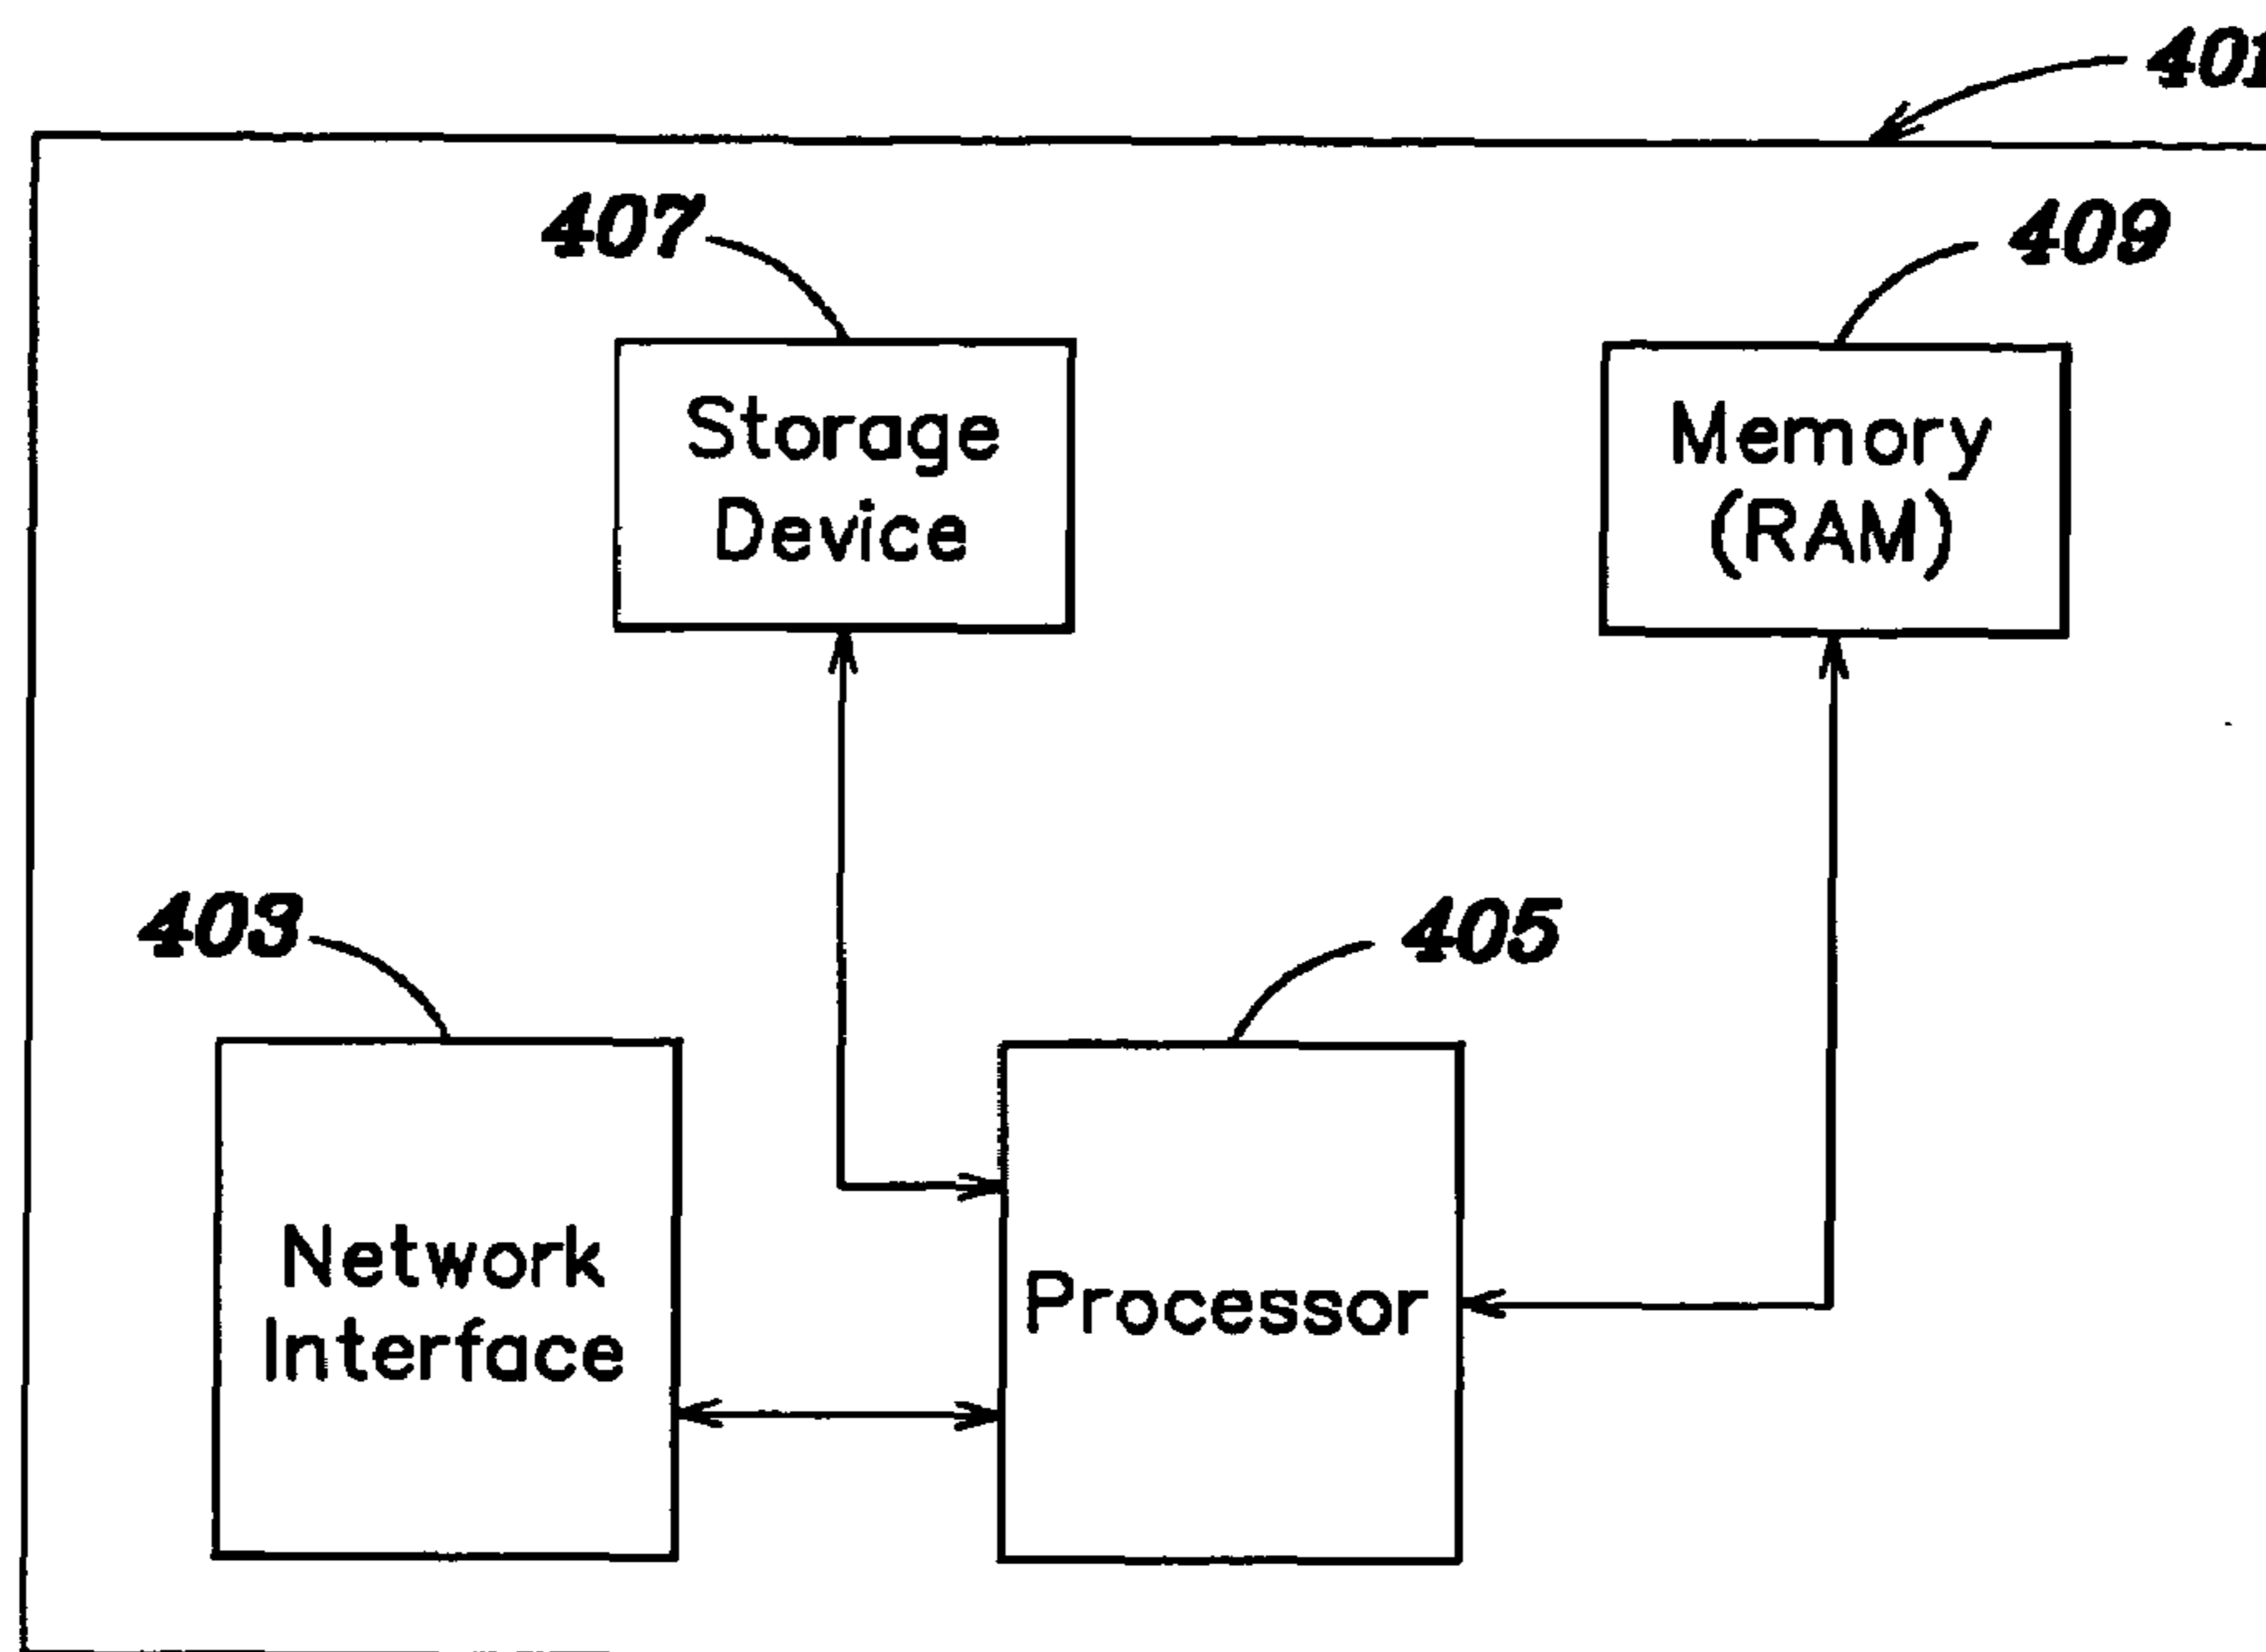 401
407
409
Storage
Device
Memory
(RAM)
403
405
Network
Interface
Processor